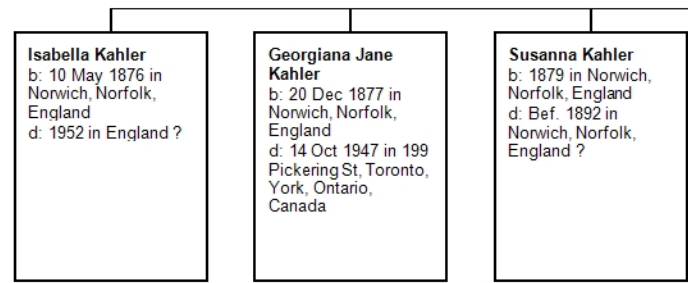 Isabella Kahler
b: 10 May 1876 in
Norwich, Norfolk,
England
d: 1952 in England ?
Georgiana Jane
Kahler
b: 20 Dec 1877 in
Norwich, Norfolk,
England
d: 14 Oct 1947 in 199
Pickering St, Toronto,
York, Ontario,
Canada
Susanna Kahler
b: 1879 in Norwich,
Norfolk, England
d: Bef. 1892 in
Norwich, Norfolk,
England ?